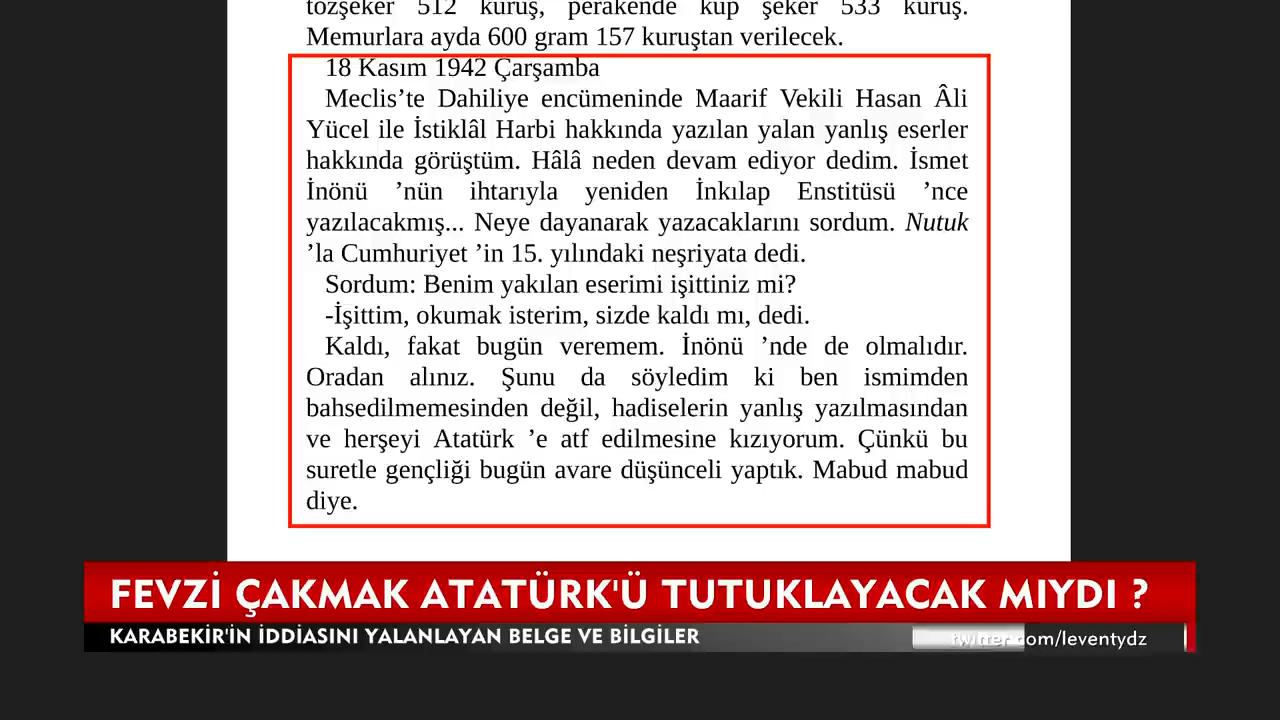 tozşeker 512 kuruş, perakende küp şeker 533 kuruş.
Memurlara ayda 600 gram 157 kuruştan verilecek.
18 Kasım 1942 Çarşamba
Meclis’te Dahiliye encümeninde Maarif Vekili Hasan Âli
Yücel ile İstiklâl Harbi hakkında yazılan yalan yanlış eserler
hakkında görüştüm. Hâlâ neden devam ediyor dedim. İsmet
İnönü ’nün ihtarıyla yeniden İnkılap Enstitüsü ’nce
yazılacakmış... Neye dayanarak yazacaklarını sordum. Nutuk
’la Cumhuriyet ’in 15. yılındaki neşriyata dedi.
Sordum: Benim yakılan eserimi işittiniz mi?
-İşittim, okumak isterim, sizde kaldı mı, dedi.
Kaldı, fakat bugün veremem. İnönü ’nde de olmalıdır.
Oradan alınız. Şunu da söyledim ki ben ismimden
bahsedilmemesinden değil, hadiselerin yanlış yazılmasından
ve herşeyi Atatürk ’e atf edilmesine kızıyorum. Çünkü bu
suretle gençliği bugün avare düşünceli yaptık. Mabud mabud
diye.
FEVZİ ÇAKMAK ATATÜRK'Ü TUTUKLAYACAK MIYDI ?
KARABEKİR'İN İDDİASINI YALANLAYAN BELGE VE BİLGİLER
twitter.com/leventydz